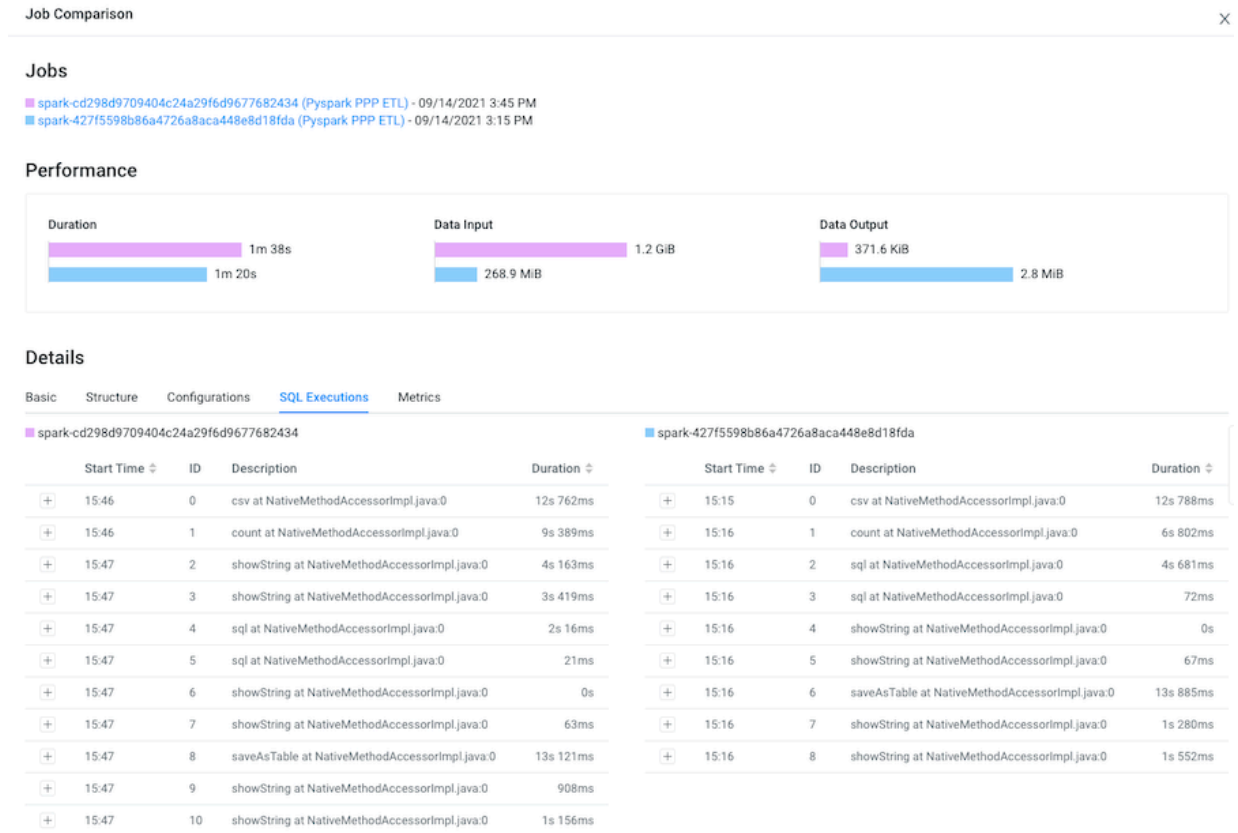 Job Comparison
X
Jobs
spark-cd298d9709404c24a29f6d9677682434 (Pyspark PPP ETL) - 09/14/2021 3:45 PM
spark-427f5598b86a4726a8aca448e8d18fda (Pyspark PPP ETL) - 09/14/2021 3:15 PM
Performance
Duration Data Input Data Output
1m 38s 1.2 GiB 371.6 KiB
1m 20s 268.9 MiB 2.8 MiB
Details
Basic Structure Configurations SQL Executions Metrics
spark-cd298d9709404c24a29f6d9677682434 spark-427f5598b86a4726a8aca448e8d18fda
Start Time ID Description Duration Start Time ID Description Duration
+ 15:46 0 csv at NativeMethodAccessorImpl.java:0 12s 762ms + 15:15 0 csv at NativeMethodAccessorImpl.java:0 12s 788ms
+ 15:46 1 count at NativeMethodAccessorImpl.java:0 9s 389ms + 15:16 1 count at NativeMethodAccessorImpl.java:0 6s 802ms
+ 15:47 2 showString at NativeMethodAccessorImpl.java:0 4s 163ms + 15:16 2 sql at NativeMethodAccessorImpl.java:0 4s 681ms
+ 15:47 3 showString at NativeMethodAccessorImpl.java:0 3s 419ms + 15:16 3 sql at NativeMethodAccessorImpl.java:0 72ms
+ 15:47 4 sql at NativeMethodAccessorImpl.java:0 2s 16ms + 15:16 4 showString at NativeMethodAccessorImpl.java:0 0s
+ 15:47 5 sql at NativeMethodAccessorImpl.java:0 21ms + 15:16 5 showString at NativeMethodAccessorImpl.java:0 67ms
+ 15:47 6 showString at NativeMethodAccessorImpl.java:0 0s + 15:16 6 saveAsTable at NativeMethodAccessorImpl.java:0 13s 885ms
+ 15:47 7 showString at NativeMethodAccessorImpl.java:0 63ms + 15:16 7 showString at NativeMethodAccessorImpl.java:0 1s 280ms
+ 15:47 8 saveAsTable at NativeMethodAccessorImpl.java:0 13s 121ms + 15:16 8 showString at NativeMethodAccessorImpl.java:0 1s 552ms
+ 15:47 9 showString at NativeMethodAccessorImpl.java:0 908ms
+ 15:47 10 showString at NativeMethodAccessorImpl.java:0 1s 156ms